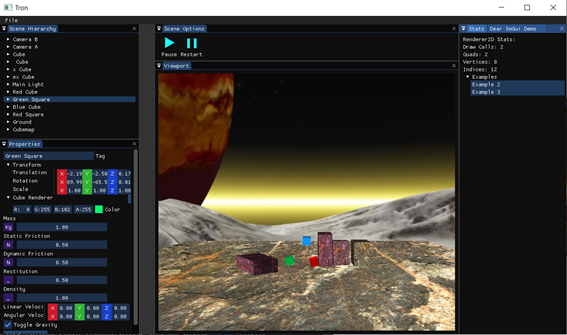 Tron
File
Scene Hierarchy
Camera B
Camera A
Cube
Cube
x Cube
ex Cube
Main Light
Red Cube
Green Square
Blue Cube
Red Square
Ground
Cubemap
Properties
Green Square Tag
Transform
Translation X -2.19 Y -2.58 Z 0.17
Rotation X 89.99 Y -65.5 Z 0.01
Scale X 1.00 Y 1.00 Z 1.00
Cube Renderer
R: 0 G:255 B:102 A:255 Color
Mass
Kg 1.00
Static Friction
N 0.50
Dynamic Friction
N 0.50
Restitution
_ 0.50
Density
_ 1.00
Linear Veloci X 0.00 Y 0.00 Z 0.00
Angular Veloc X 0.00 Y 0.00 Z 0.00
Toggle Gravity
Scene Options
Pause Restart
Viewport
Stats Dear ImGui Demo
Renderer2D Stats:
Draw Calls: 2
Quads: 2
Vertices: 8
Indices: 12
Examples
Example 2
Example 3